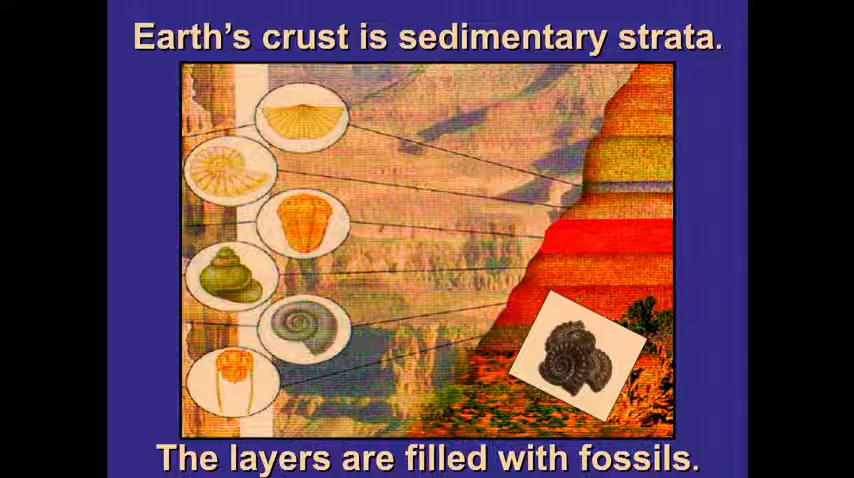 Earth's crust is sedimentary strata.
The layers are filled with fossils.